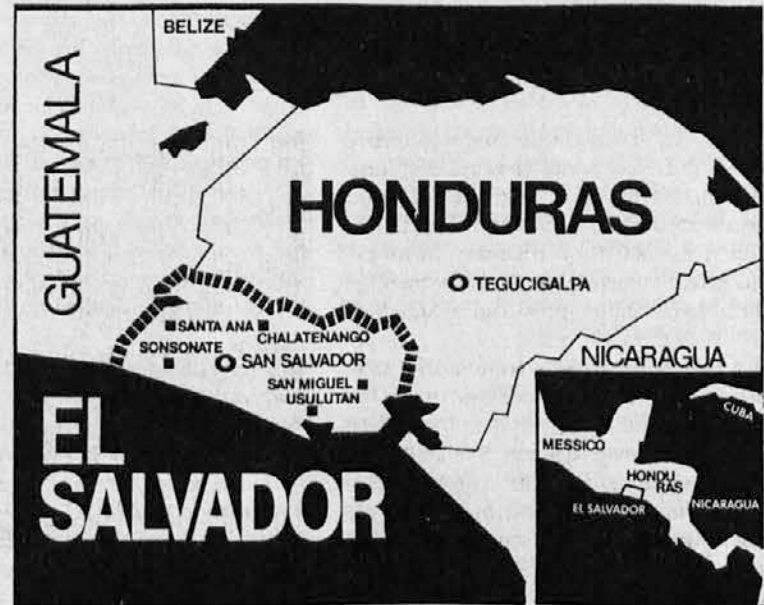 BELIZE
GUATEMALA
HONDURAS
TEGUCIGALPA
SANTA ANA
CHALATENANGO
SONSONATE
SAN SALVADOR
SAN MIGUEL
USULUTAN
NICARAGUA
EL
SALVADOR
CUBA
MESSICO
HONDU
RAS
EL SALVADOR
NICARAGUA